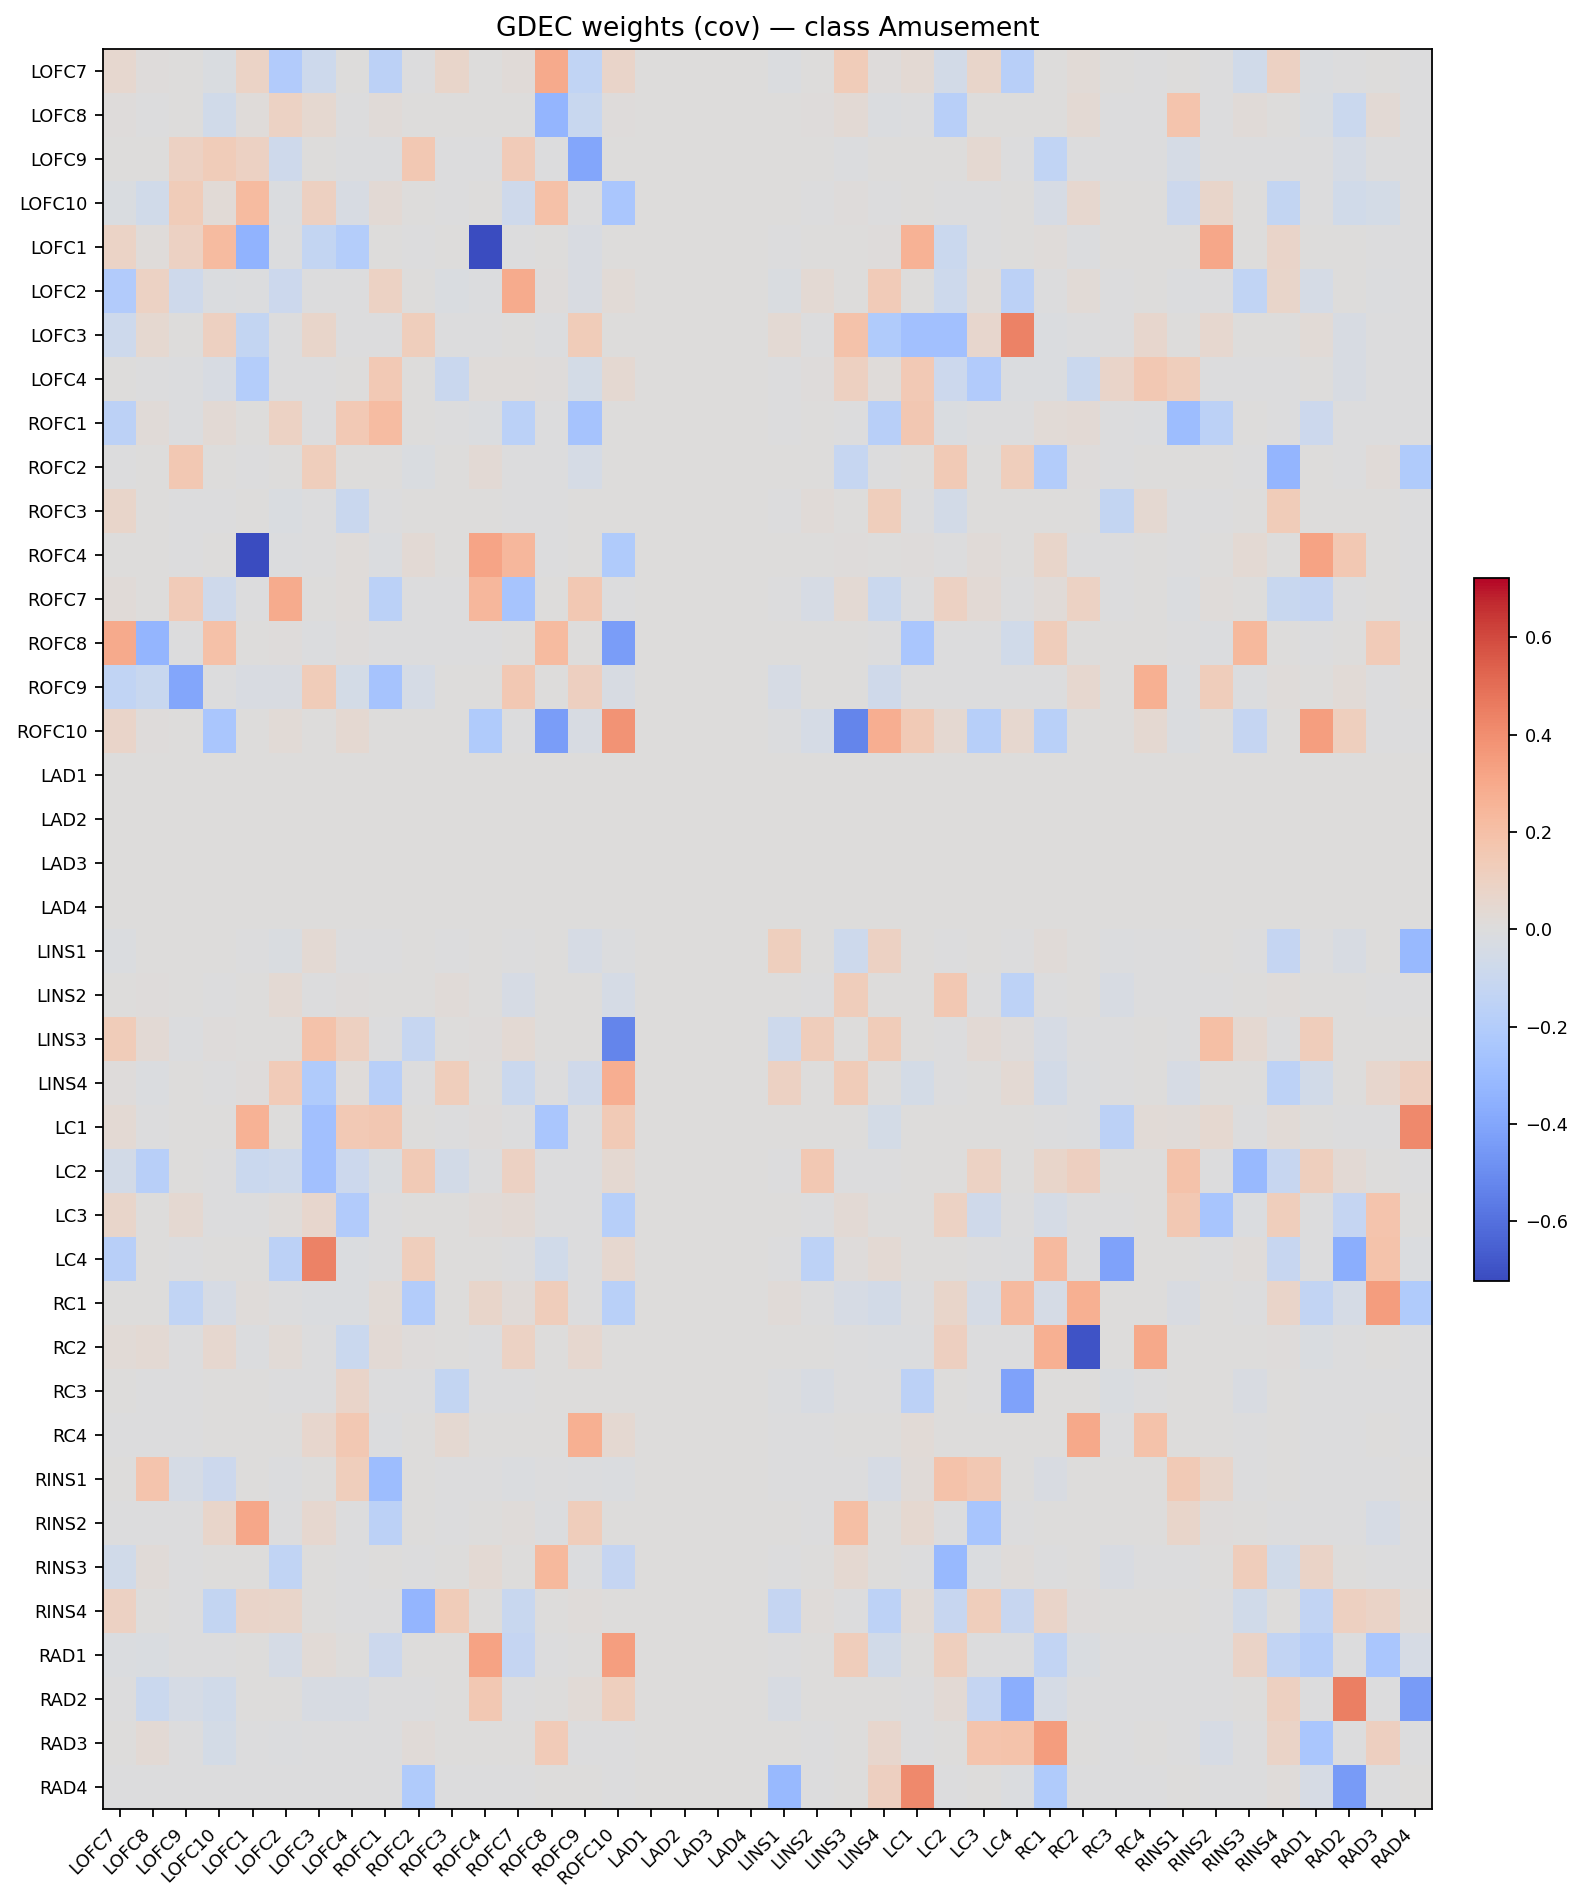 GDEC weights (cov) — class Amusement
LOFC7
LOFC8
LOFC9
LOFC10
LOFC1
LOFC2
LOFC3
LOFC4
ROFC1
ROFC2
ROFC3
ROFC4
ROFC7
ROFC8
ROFC9
ROFC10
LAD1
LAD2
LAD3
LAD4
LINS1
LINS2
LINS3
LINS4
LC1
LC2
LC3
LC4
RC1
RC2
RC3
RC4
RINS1
RINS2
RINS3
RINS4
RAD1
RAD2
RAD3
RAD4
LOFC7 LOFC8 LOFC9 LOFC10 LOFC1 LOFC2 LOFC3 LOFC4 ROFC1 ROFC2 ROFC3 ROFC4 ROFC7 ROFC8 ROFC9 ROFC10 LAD1 LAD2 LAD3 LAD4 LINS1 LINS2 LINS3 LINS4 LC1 LC2 LC3 LC4 RC1 RC2 RC3 RC4 RINS1 RINS2 RINS3 RINS4 RAD1 RAD2 RAD3 RAD4
0.6
0.4
0.2
0.0
−0.2
−0.4
−0.6